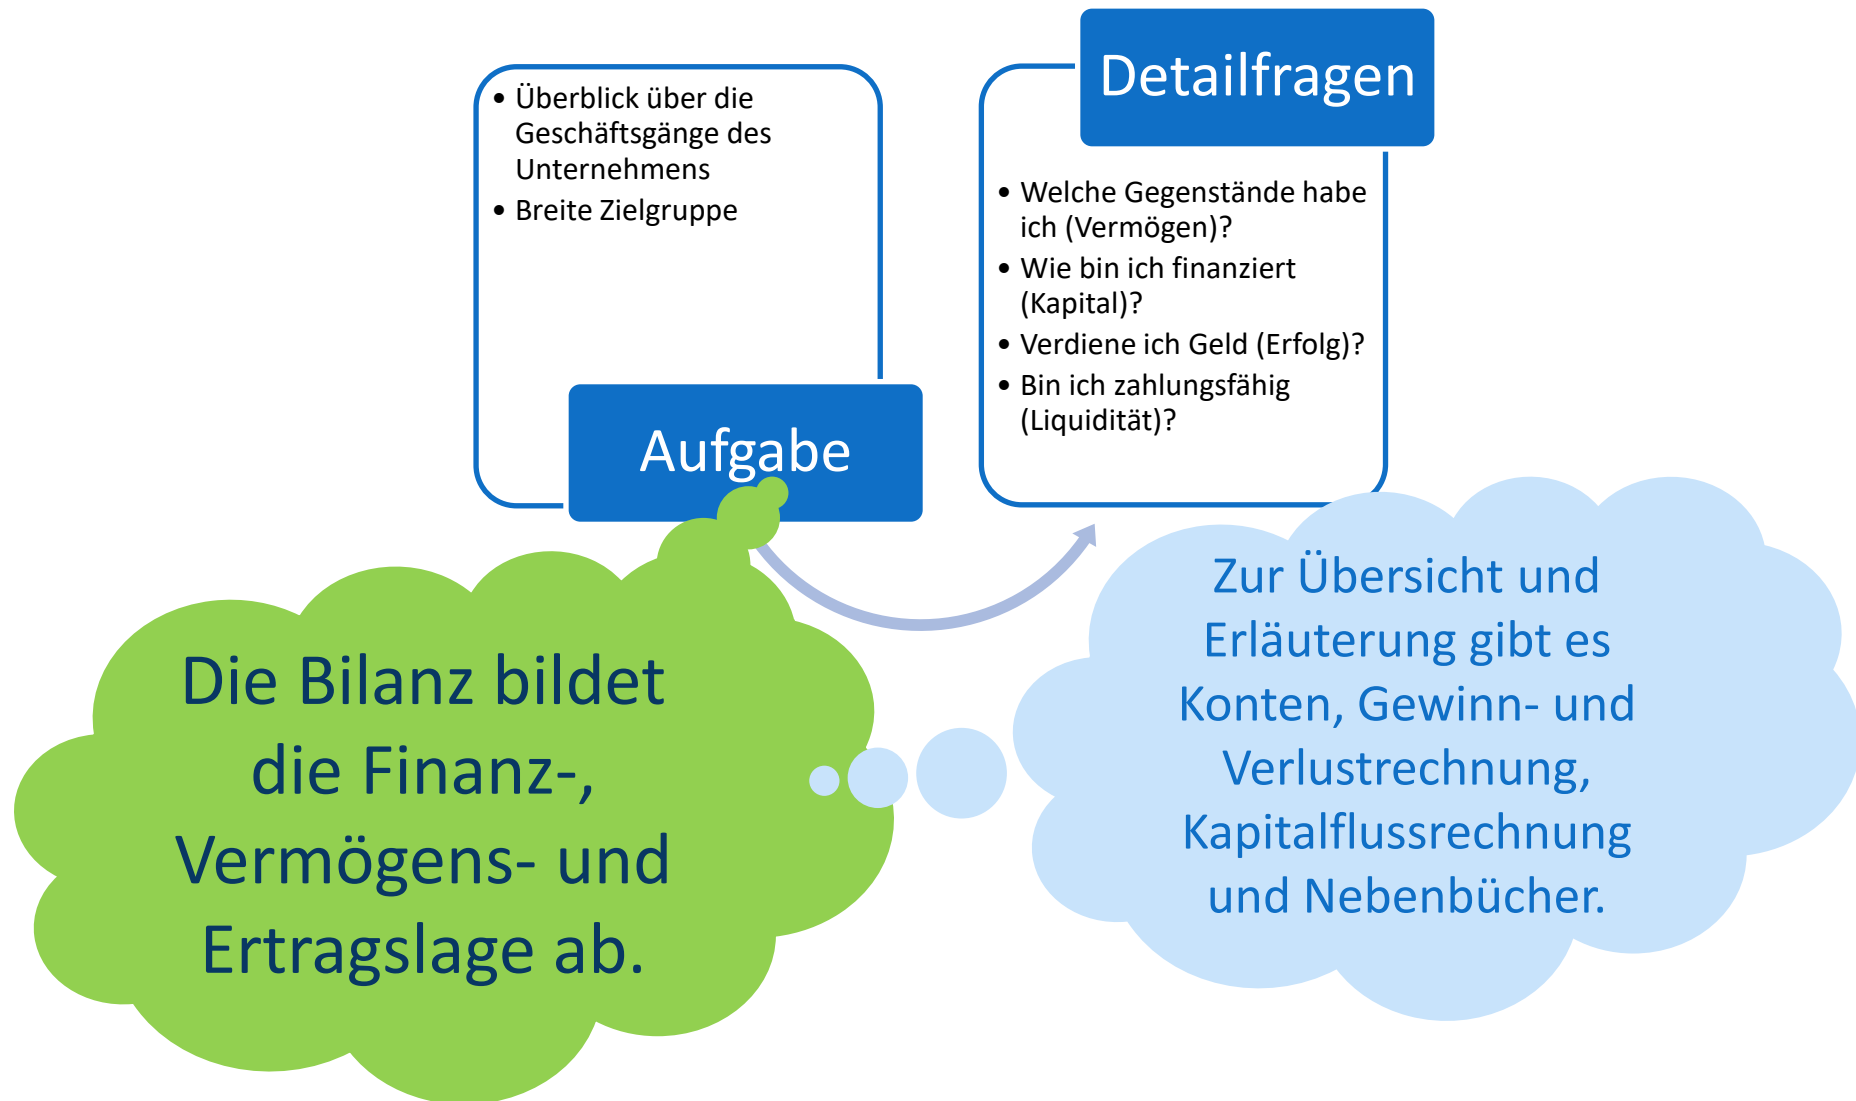 • Überblick über die
Geschäftsgänge des
Unternehmens
• Breite Zielgruppe
Aufgabe
Detailfragen
• Welche Gegenstände habe
ich (Vermögen)?
• Wie bin ich finanziert
(Kapital)?
• Verdiene ich Geld (Erfolg)?
• Bin ich zahlungsfähig
(Liquidität)?
Die Bilanz bildet
die Finanz-,
Vermögens- und
Ertragslage ab.
Zur Übersicht und
Erläuterung gibt es
Konten, Gewinn- und
Verlustrechnung,
Kapitalflussrechnung
und Nebenbücher.